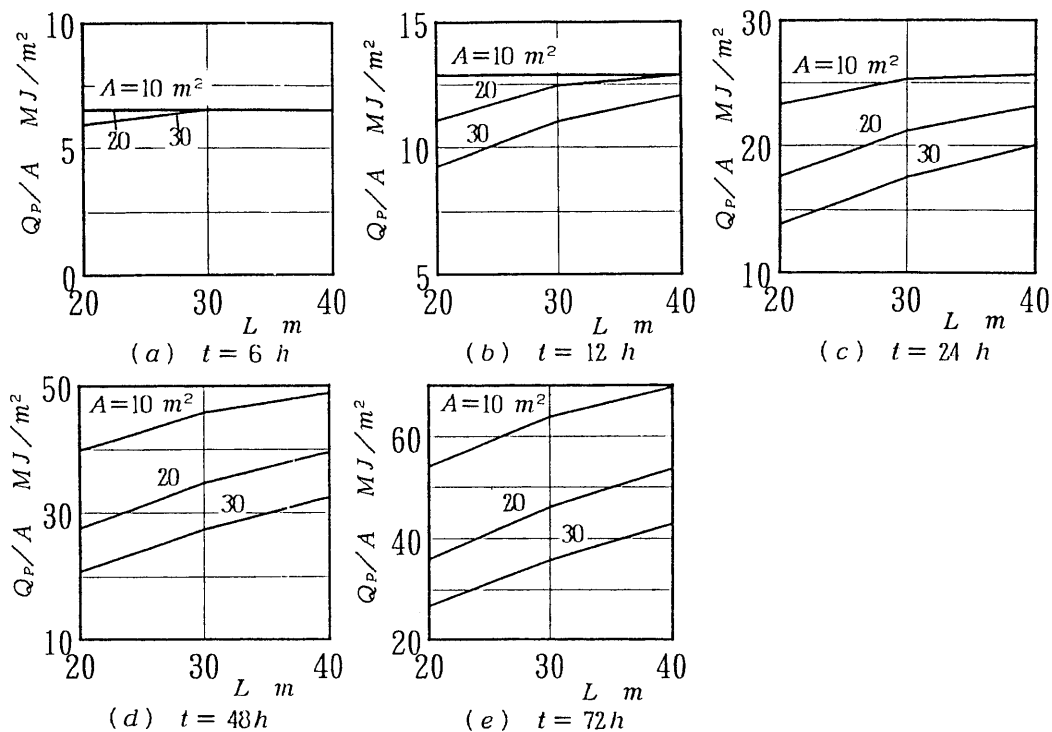 Q_P/A MJ/m²
10
5
0
A=10 m²
20 30
20 30 40
L m
(a) t = 6 h
Q_P/A MJ/m²
15
10
5
A=10 m²
20
30
20 30 40
L m
(b) t = 12 h
Q_P/A MJ/m²
30
20
10
A=10 m²
20
30
20 30 40
L m
(c) t = 24 h
Q_P/A MJ/m²
50
30
10
A=10 m²
20
30
20 30 40
L m
(d) t = 48h
Q_P/A MJ/m²
60
40
20
A=10 m²
20
30
20 30 40
L m
(e) t = 72h